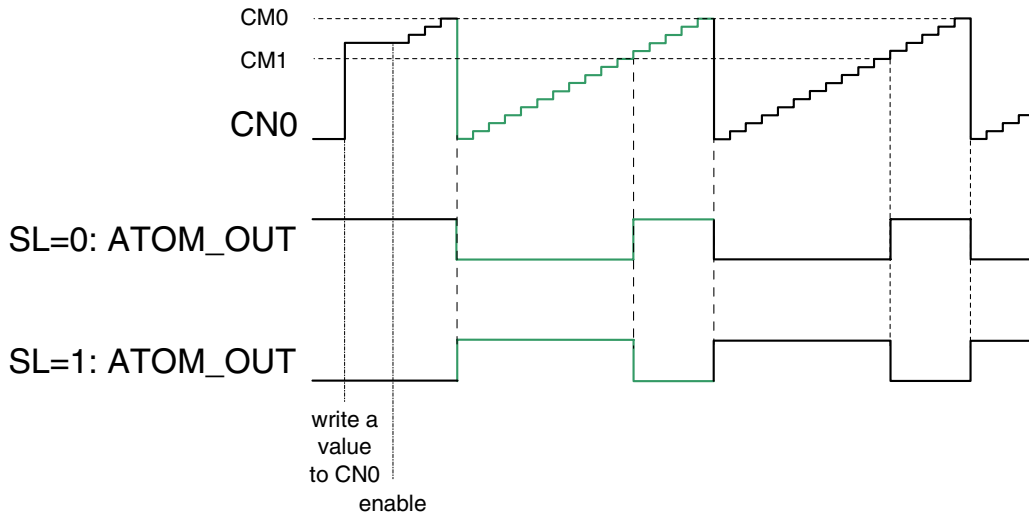 CM0
CM1
CN0
SL=0: ATOM_OUT
SL=1: ATOM_OUT
write a
value
to CN0
enable